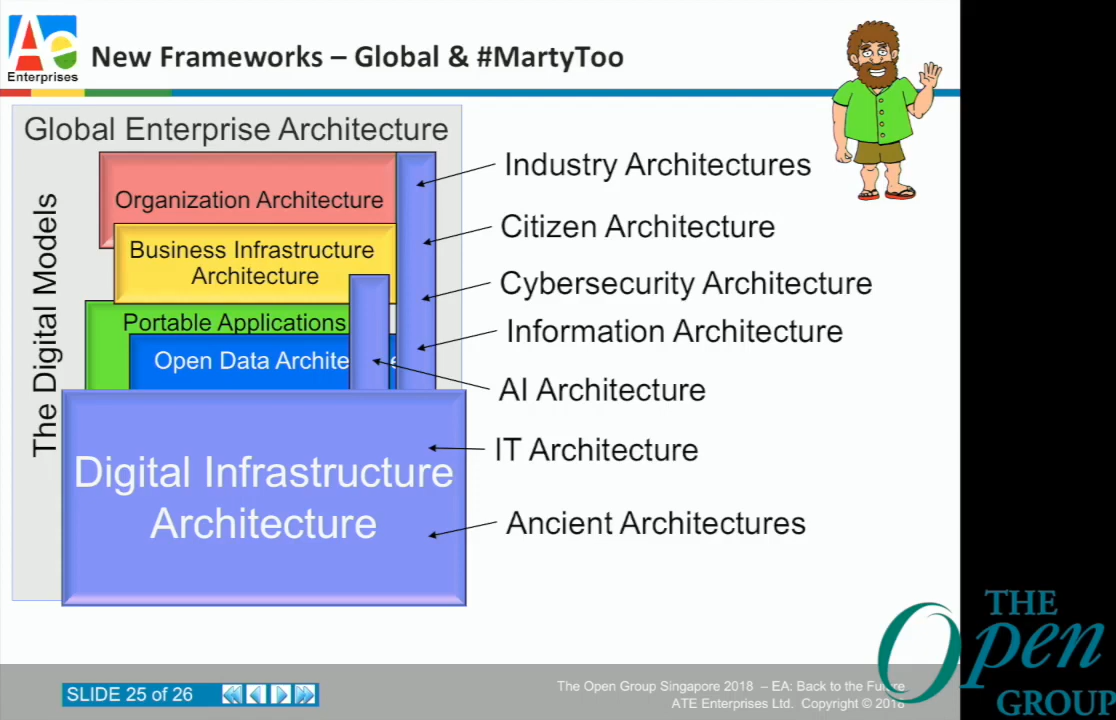 Ae
Enterprises
New Frameworks – Global & #MartyToo
Global Enterprise Architecture
The Digital Models
Organization Architecture
Business Infrastructure
Architecture
Portable Applications
Open Data Archite e
Digital Infrastructure
Architecture
Industry Architectures
Citizen Architecture
Cybersecurity Architecture
Information Architecture
AI Architecture
IT Architecture
Ancient Architectures
SLIDE 25 of 26
The Open Group Singapore 2018 – EA: Back to the Future
ATE Enterprises Ltd. Copyright © 2018
THE
Open
GROUP